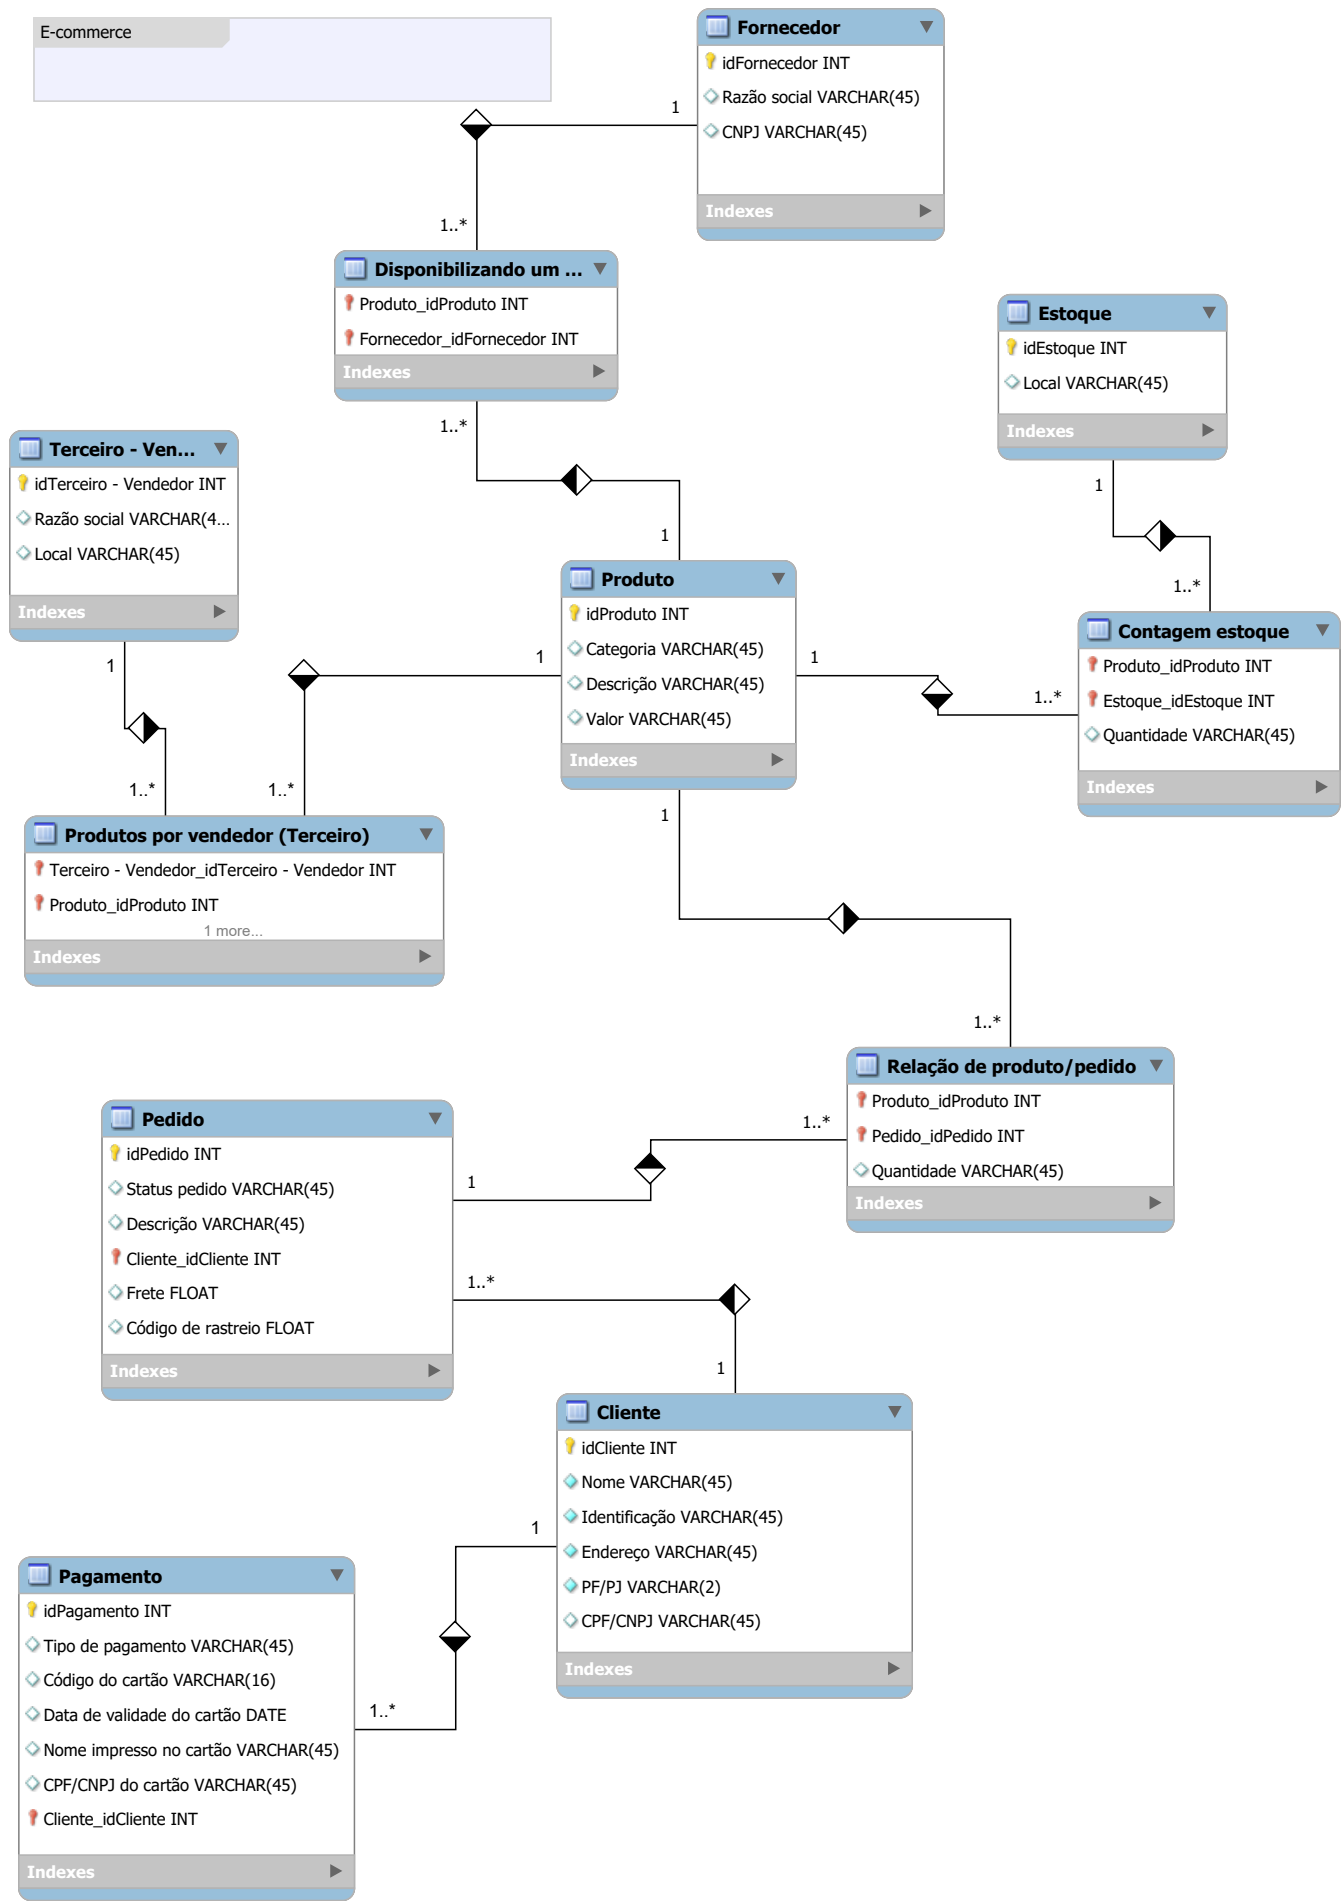 E-commerce
Fornecedor
idFornecedor INT
Razão social VARCHAR(45)
CNPJ VARCHAR(45)
Indexes
1
1..*
Disponibilizando um ...
Produto_idProduto INT
Fornecedor_idFornecedor INT
Indexes
1..*
1
Estoque
idEstoque INT
Local VARCHAR(45)
Indexes
1
1..*
Terceiro - Ven...
idTerceiro - Vendedor INT
Razão social VARCHAR(4...
Local VARCHAR(45)
Indexes
1
1..*
Produto
idProduto INT
Categoria VARCHAR(45)
Descrição VARCHAR(45)
Valor VARCHAR(45)
Indexes
1
1..*
1
1..*
Contagem estoque
Produto_idProduto INT
Estoque_idEstoque INT
Quantidade VARCHAR(45)
Indexes
Produtos por vendedor (Terceiro)
Terceiro - Vendedor_idTerceiro - Vendedor INT
Produto_idProduto INT
1 more...
Indexes
1
1..*
Relação de produto/pedido
Produto_idProduto INT
Pedido_idPedido INT
Quantidade VARCHAR(45)
Indexes
1..*
1
Pedido
idPedido INT
Status pedido VARCHAR(45)
Descrição VARCHAR(45)
Cliente_idCliente INT
Frete FLOAT
Código de rastreio FLOAT
Indexes
1..*
1
Cliente
idCliente INT
Nome VARCHAR(45)
Identificação VARCHAR(45)
Endereço VARCHAR(45)
PF/PJ VARCHAR(2)
CPF/CNPJ VARCHAR(45)
Indexes
1
1..*
Pagamento
idPagamento INT
Tipo de pagamento VARCHAR(45)
Código do cartão VARCHAR(16)
Data de validade do cartão DATE
Nome impresso no cartão VARCHAR(45)
CPF/CNPJ do cartão VARCHAR(45)
Cliente_idCliente INT
Indexes